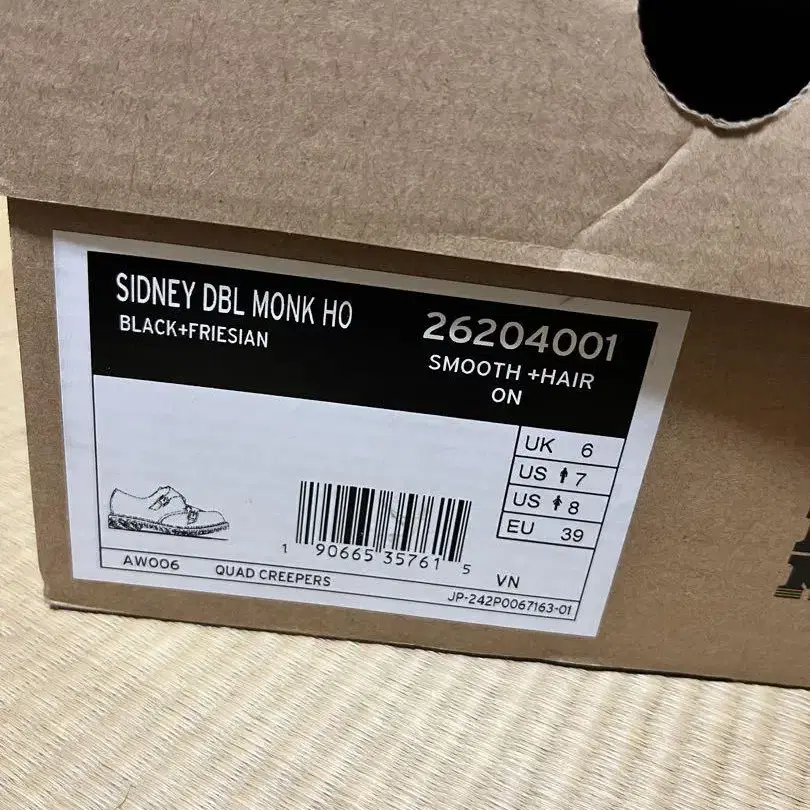 SIDNEY DBL MONK HO
BLACK+FRIESIAN
26204001
SMOOTH +HAIR
ON
UK 6
US 7
US 8
EU 39
1 90665 35761 5
VN
AW006 QUAD CREEPERS
JP-242P0067163-01